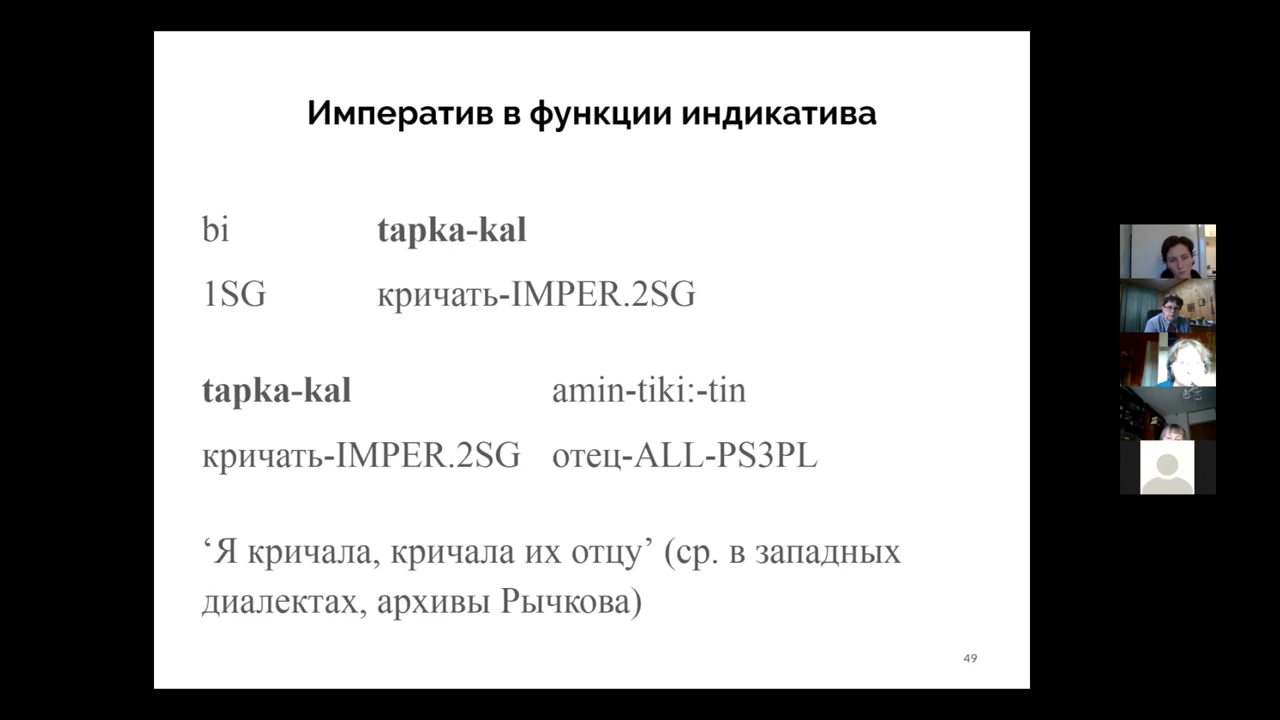 Императив в функции индикатива
bi tapka-kal
1SG кричать-IMPER.2SG
tapka-kal amin-tiki:-tin
кричать-IMPER.2SG отец-ALL-PS3PL
‘Я кричала, кричала их отцу’ (ср. в западных
диалектах, архивы Рычкова)
49